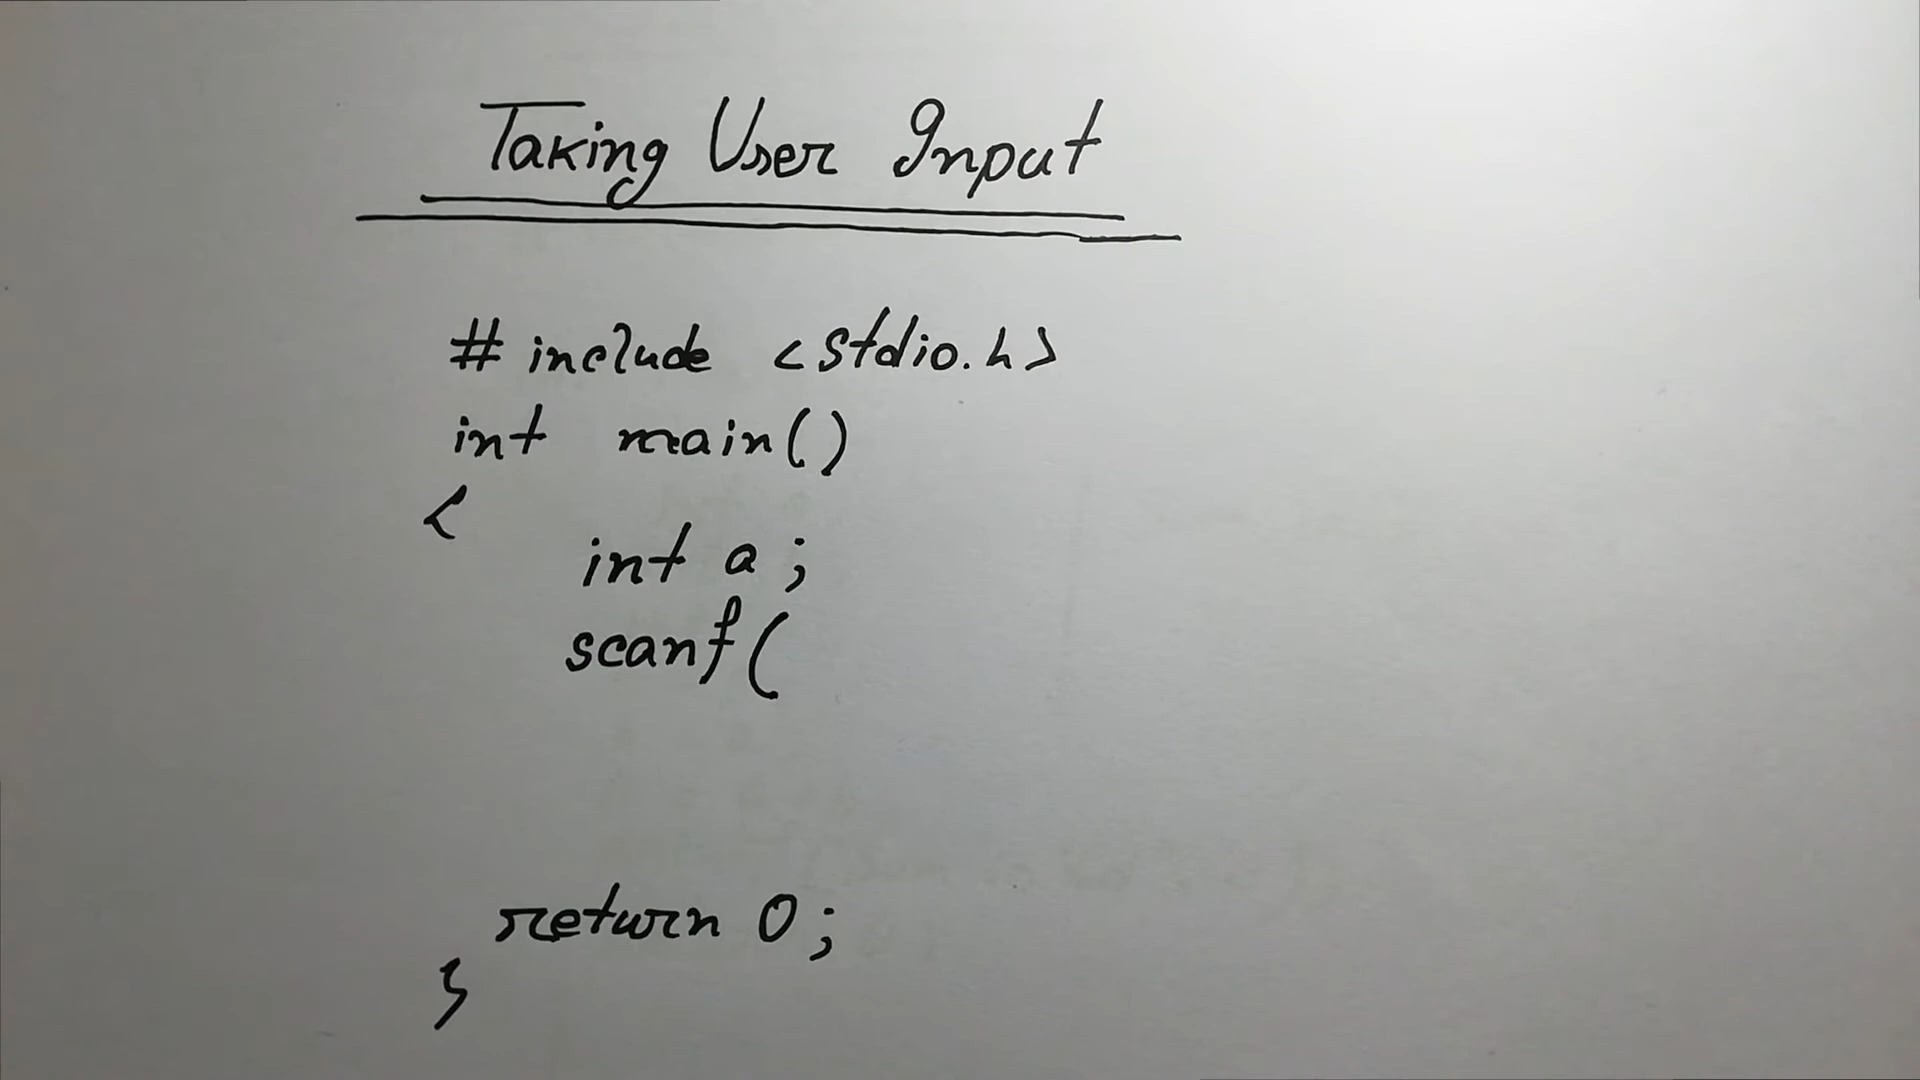 Taking User Input
# include <stdio.h>
int main()
{
int a;
scanf(
return 0;
}